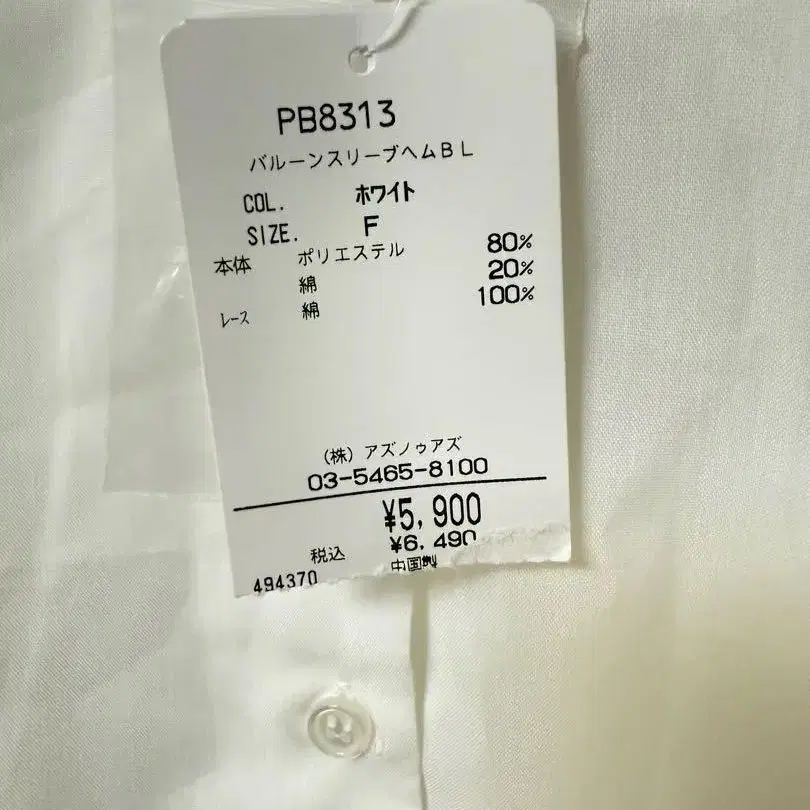 PB8313
バルーンスリーブヘムBL
COL. ホワイト
SIZE. F
本体 ポリエステル 80%
綿 20%
レース 綿 100%
(株) アズノゥアズ
03-5465-8100
¥5,900
税込 ¥6,490
494370 中国製